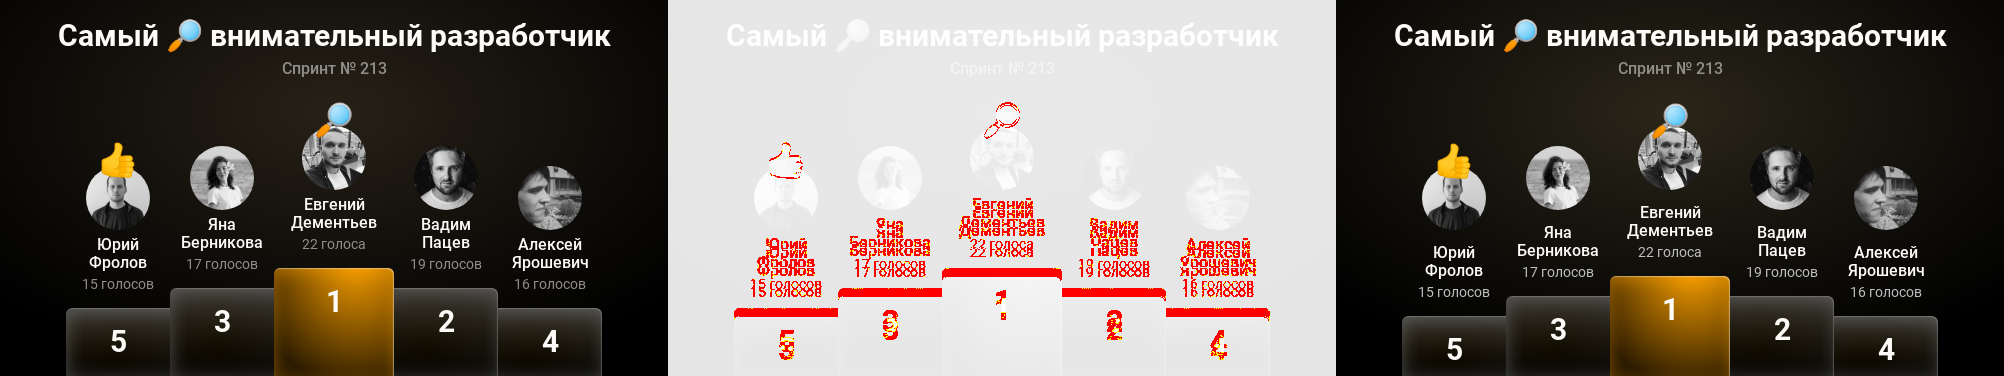 Самый 🔎 внимательный разработчик
Спринт № 213
Евгений
Дементьев
22 голоса
Яна
Берникова
17 голосов
Вадим
Пацев
19 голосов
Юрий
Фролов
15 голосов
Алексей
Ярошевич
16 голосов
1
3
2
5
4
Самый 🔎 внимательный разработчик
Спринт № 213
Евгений
Дементьев
22 голоса
Яна
Берникова
17 голосов
Вадим
Пацев
19 голосов
Юрий
Фролов
15 голосов
Алексей
Ярошевич
16 голосов
1
3
2
5
4
Самый 🔎 внимательный разработчик
Спринт № 213
Евгений
Дементьев
22 голоса
Яна
Берникова
17 голосов
Вадим
Пацев
19 голосов
Юрий
Фролов
15 голосов
Алексей
Ярошевич
16 голосов
1
3
2
5
4